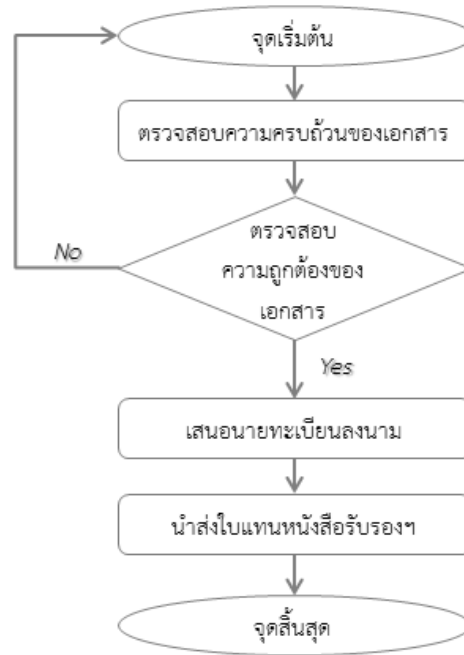 จุดเริ่มต้น
ตรวจสอบความครบถ้วนของเอกสาร
ตรวจสอบ
ความถูกต้องของ
เอกสาร
No
Yes
เสนอนายทะเบียนลงนาม
นำส่งใบแทนหนังสือรับรองฯ
จุดสิ้นสุด